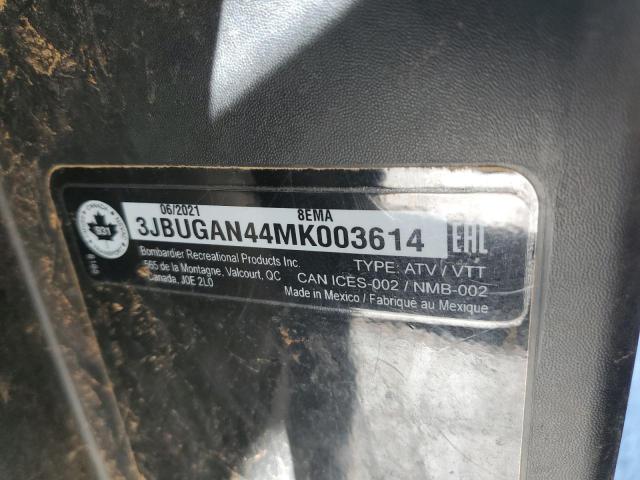 06/2021 8EMA
3JBUGAN44MK003614
EAC
Bombardier Recreational Products Inc.
565 de la Montagne, Valcourt, QC
Canada, J0E 2L0
TYPE: ATV / VTT
CAN ICES-002 / NMB-002
Made in Mexico / Fabriqué au Mexique